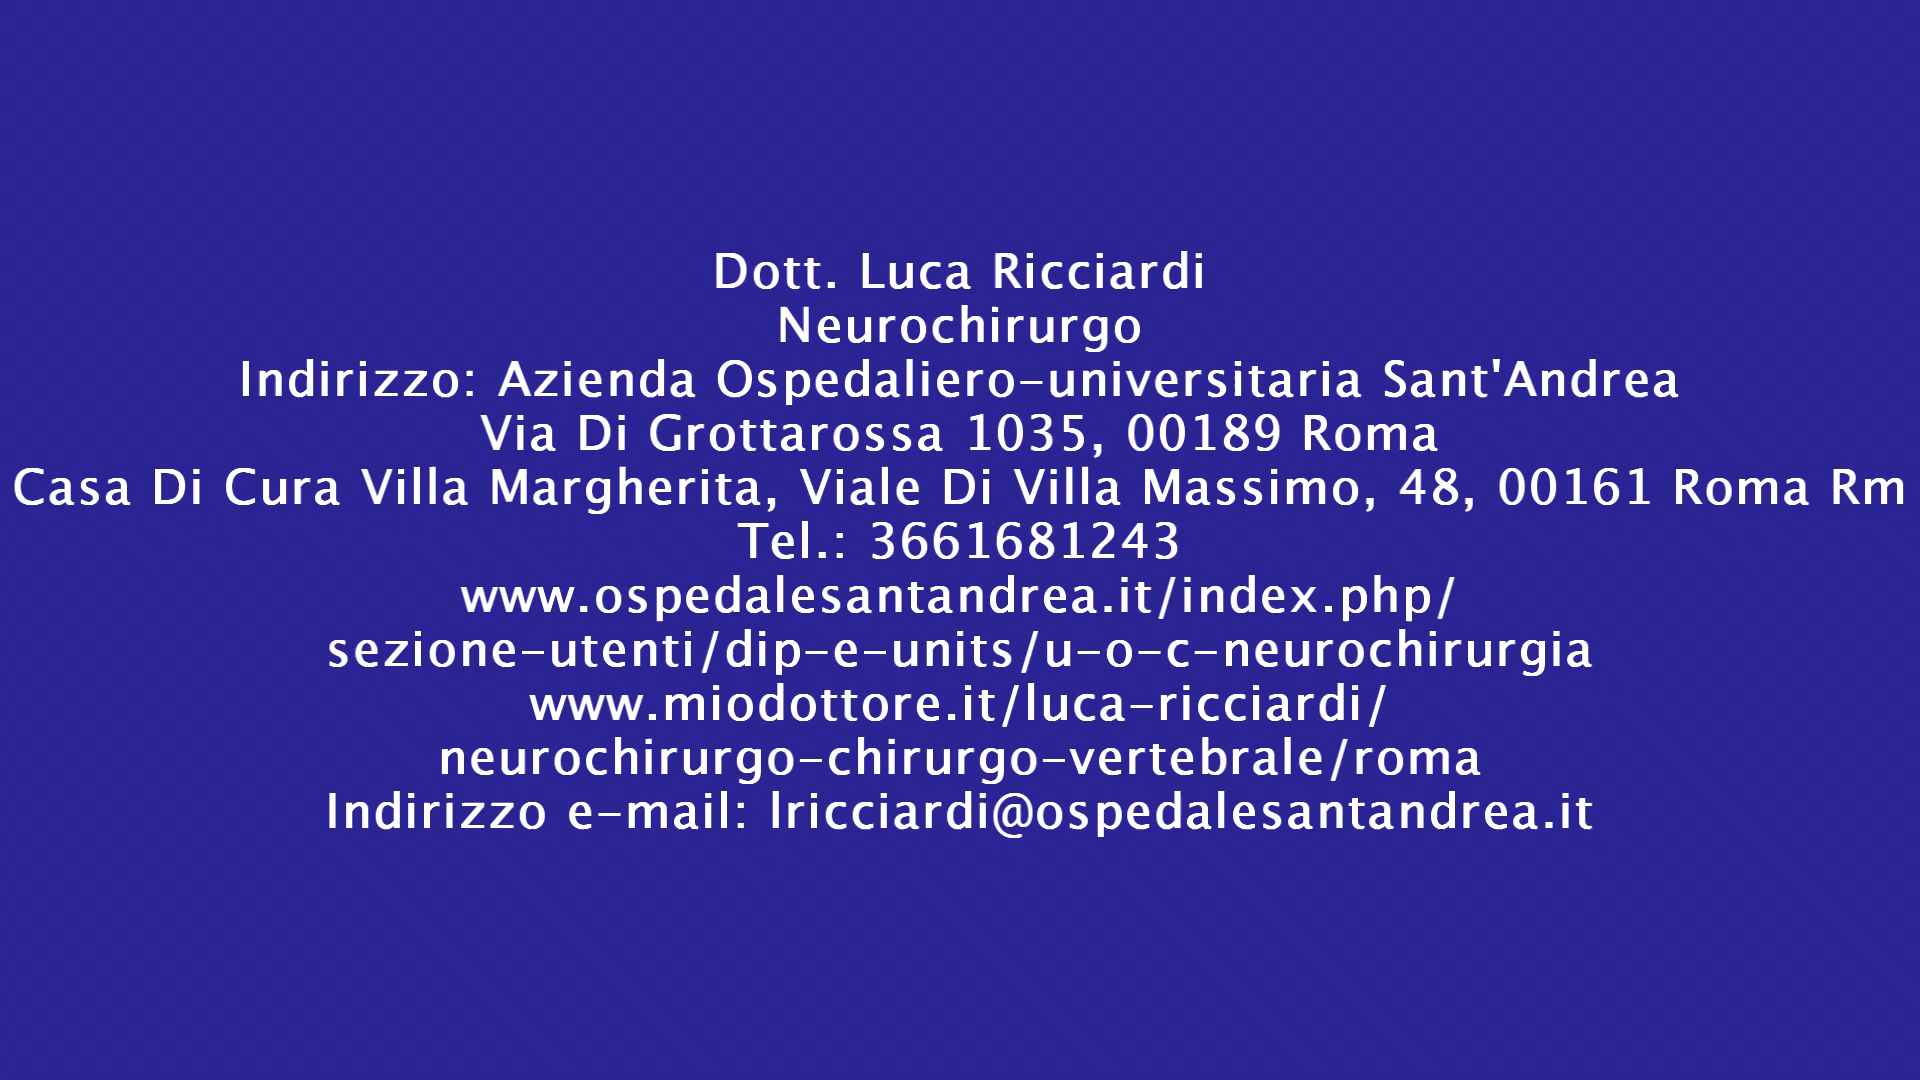 Dott. Luca Ricciardi
Neurochirurgo
Indirizzo: Azienda Ospedaliero-universitaria Sant'Andrea
Via Di Grottarossa 1035, 00189 Roma
Casa Di Cura Villa Margherita, Viale Di Villa Massimo, 48, 00161 Roma Rm
Tel.: 3661681243
www.ospedalesantandrea.it/index.php/
sezione-utenti/dip-e-units/u-o-c-neurochirurgia
www.miodottore.it/luca-ricciardi/
neurochirurgo-chirurgo-vertebrale/roma
Indirizzo e-mail: lricciardi@ospedalesantandrea.it